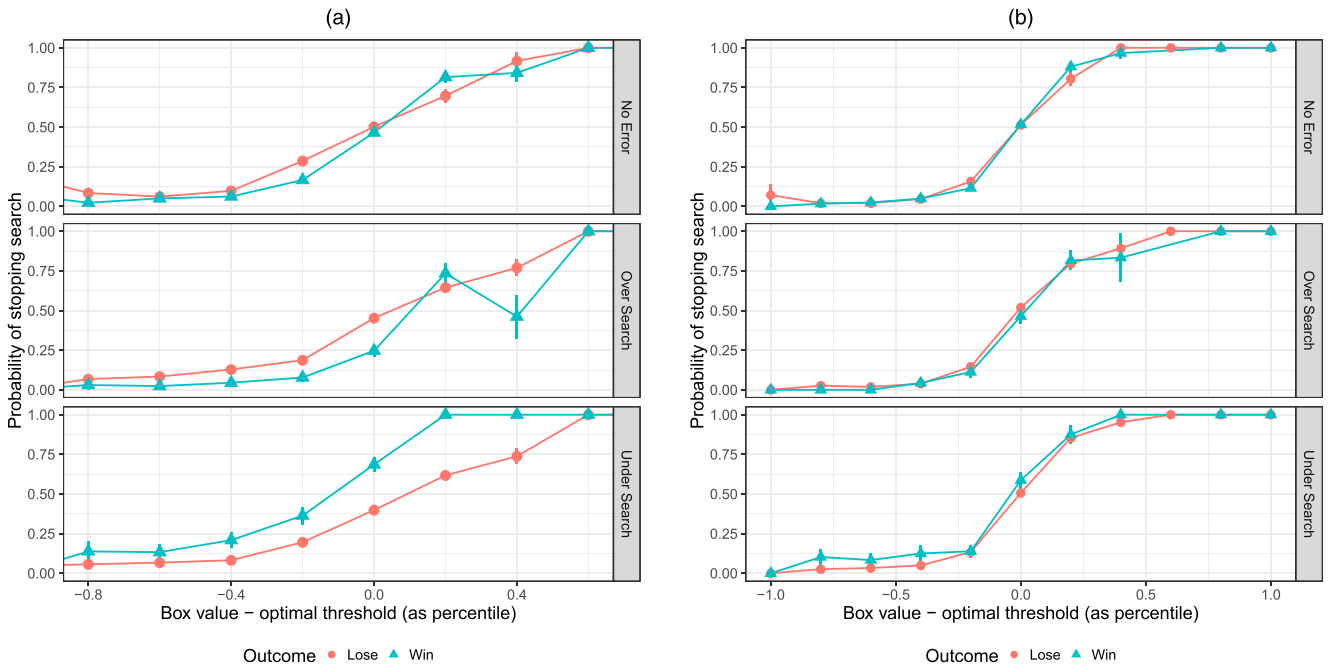 (a)
Probability of stopping search
1.00
0.75
0.50
0.25
0.00
No Error
1.00
0.75
0.50
0.25
0.00
Over Search
1.00
0.75
0.50
0.25
0.00
Under Search
−0.8 −0.4 0.0 0.4
Box value − optimal threshold (as percentile)
Outcome Lose Win
(b)
Probability of stopping search
1.00
0.75
0.50
0.25
0.00
No Error
1.00
0.75
0.50
0.25
0.00
Over Search
1.00
0.75
0.50
0.25
0.00
Under Search
−1.0 −0.5 0.0 0.5 1.0
Box value − optimal threshold (as percentile)
Outcome Lose Win